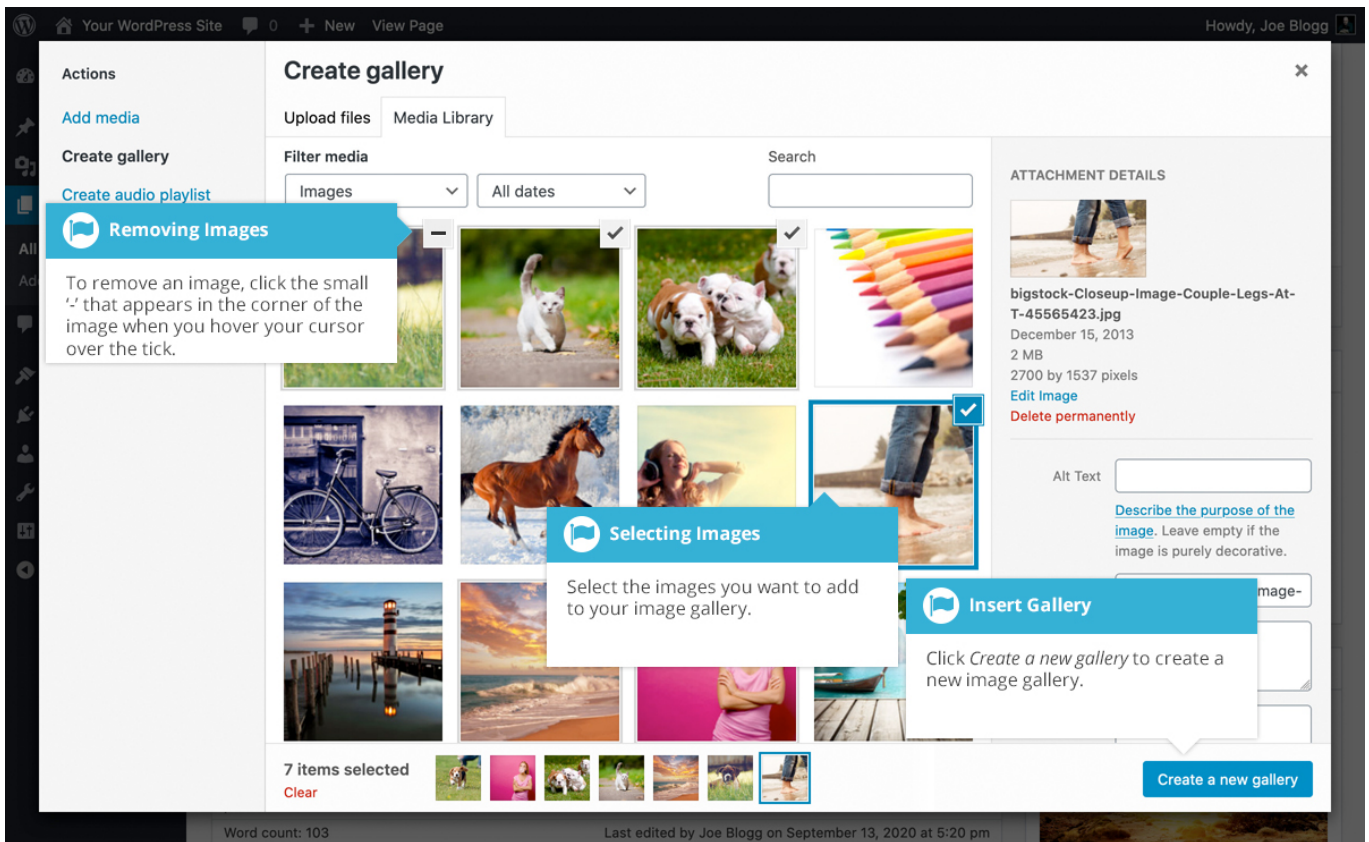 Your WordPress Site 0 + New View Page Howdy, Joe Blogg
Actions
Add media
Create gallery
Create audio playlist
All
Create gallery
Upload files Media Library
Filter media Search
Images All dates
Removing Images
To remove an image, click the small
‘-’ that appears in the corner of the
image when you hover your cursor
over the tick.
Selecting Images
Select the images you want to add
to your image gallery.
ATTACHMENT DETAILS
bigstock-Closeup-Image-Couple-Legs-At-
T-45565423.jpg
December 15, 2013
2 MB
2700 by 1537 pixels
Edit Image
Delete permanently
Alt Text
Describe the purpose of the
image. Leave empty if the
image is purely decorative.
mage-
Insert Gallery
Click Create a new gallery to create a
new image gallery.
7 items selected
Clear
Create a new gallery
Word count: 103 Last edited by Joe Blogg on September 13, 2020 at 5:20 pm